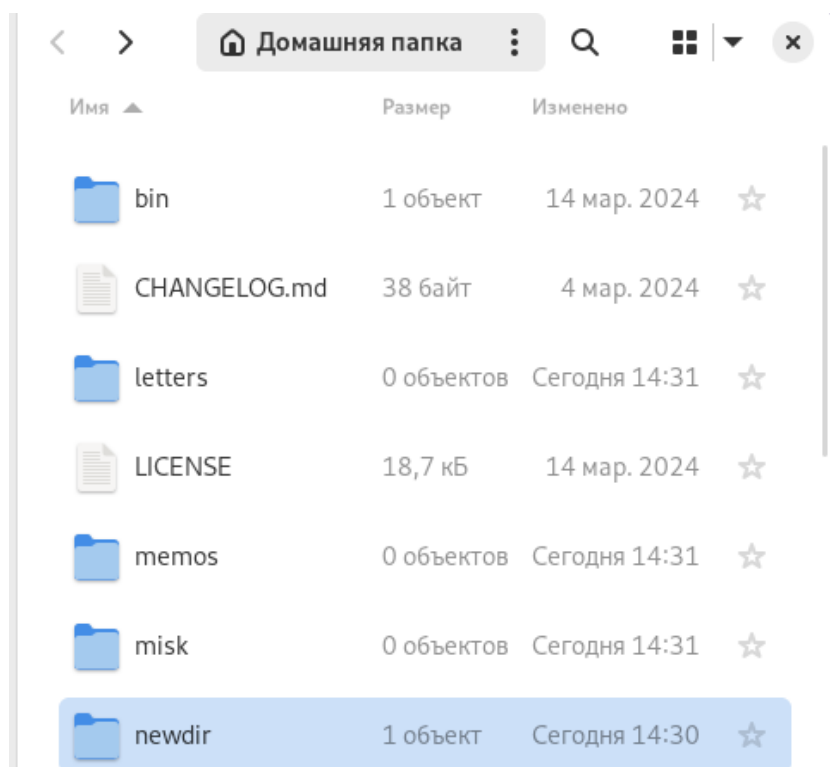 Домашняя папка
Имя Размер Изменено
bin 1 объект 14 мар. 2024
CHANGELOG.md 38 байт 4 мар. 2024
letters 0 объектов Сегодня 14:31
LICENSE 18,7 кБ 14 мар. 2024
memos 0 объектов Сегодня 14:31
misk 0 объектов Сегодня 14:31
newdir 1 объект Сегодня 14:30